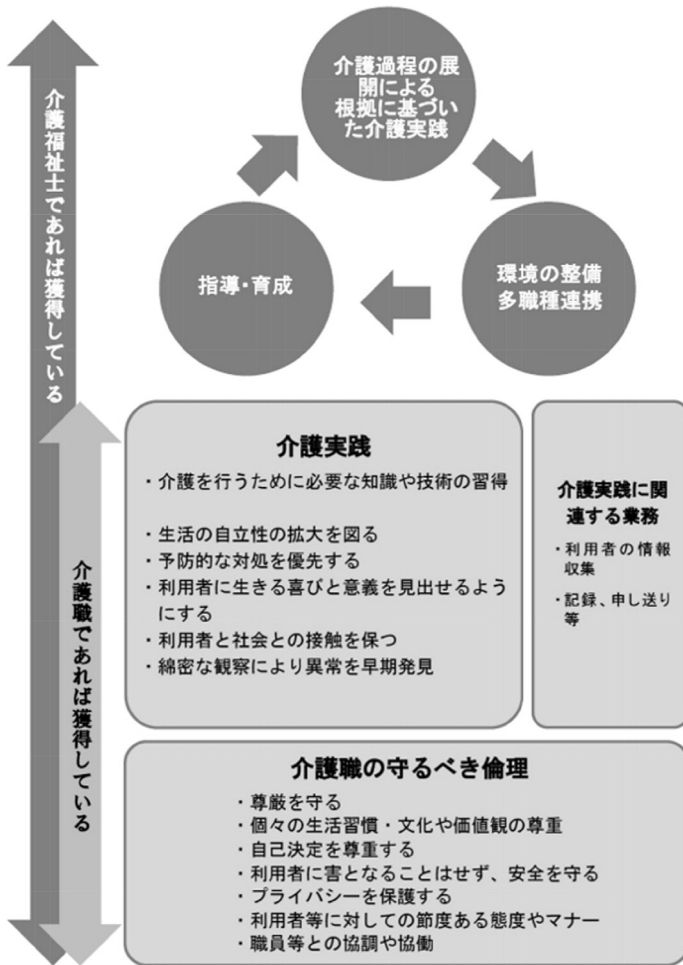 介護福祉士であれば獲得している
介護職であれば獲得している
介護過程の展
開による
根拠に基づい
た介護実践
指導・育成
環境の整備
多職種連携
介護実践
・介護を行うために必要な知識や技術の習得
・生活の自立性の拡大を図る
・予防的な対処を優先する
・利用者に生きる喜びと意義を見出せるよう
にする
・利用者と社会との接触を保つ
・綿密な観察により異常を早期発見
介護実践に関
連する業務
・利用者の情報
収集
・記録、申し送り
等
介護職の守るべき倫理
・尊厳を守る
・個々の生活習慣・文化や価値観の尊重
・自己決定を尊重する
・利用者に害となることはせず、安全を守る
・プライバシーを保護する
・利用者等に対しての節度ある態度やマナー
・職員等との協調や協働